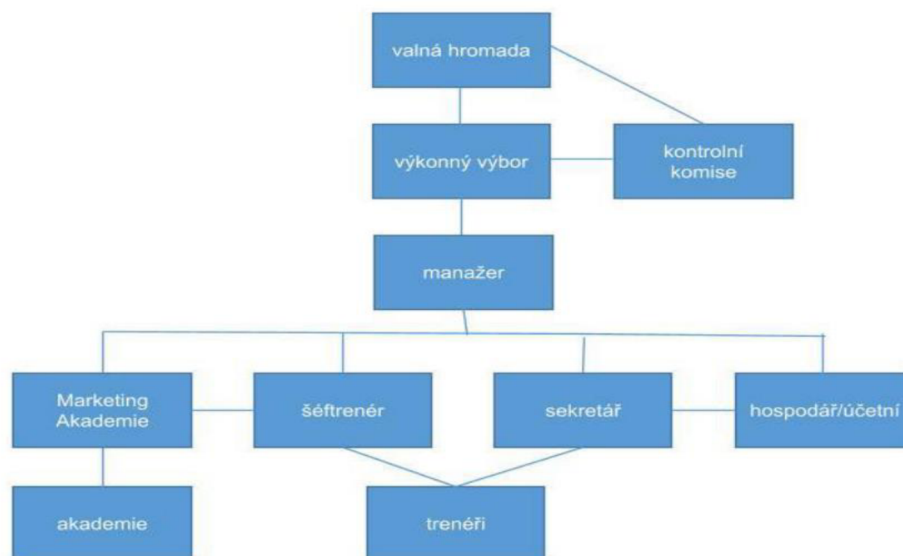 valná hromada
výkonný výbor
kontrolní
komise
manažer
Marketing
Akademie
šéftrenér
sekretář
hospodář/účetní
akademie
trenéři